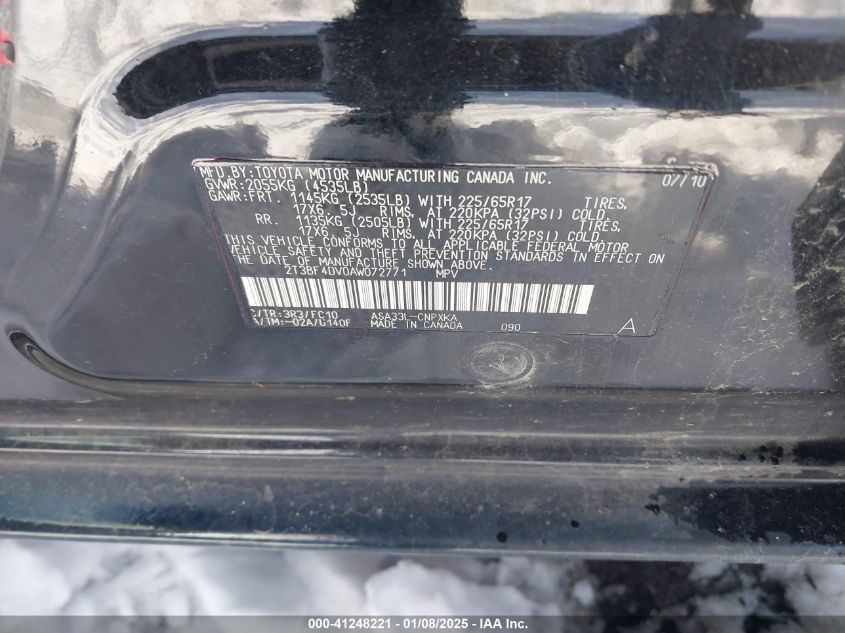 MFD.BY:TOYOTA MOTOR MANUFACTURING CANADA INC.
07/10
GVWR:2055KG (4535LB)
GAWR:FRT. 1145KG (2535LB) WITH 225/65R17 TIRES,
17X6.5J RIMS, AT 220KPA (32PSI) COLD.
RR. 1135KG (2505LB) WITH 225/65R17 TIRES,
17X6.5J RIMS, AT 220KPA (32PSI) COLD.
THIS VEHICLE CONFORMS TO ALL APPLICABLE FEDERAL MOTOR
VEHICLE SAFETY AND THEFT PREVENTION STANDARDS IN EFFECT ON
THE DATE OF MANUFACTURE SHOWN ABOVE.
2T3BF4DV0AW072771 MPV
C/TR:3R3/FC10 ASA33L-CNPXKA
A/TM:-02A/U140F MADE IN CANADA 090 A
000-41248221 - 01/08/2025 - IAA Inc.